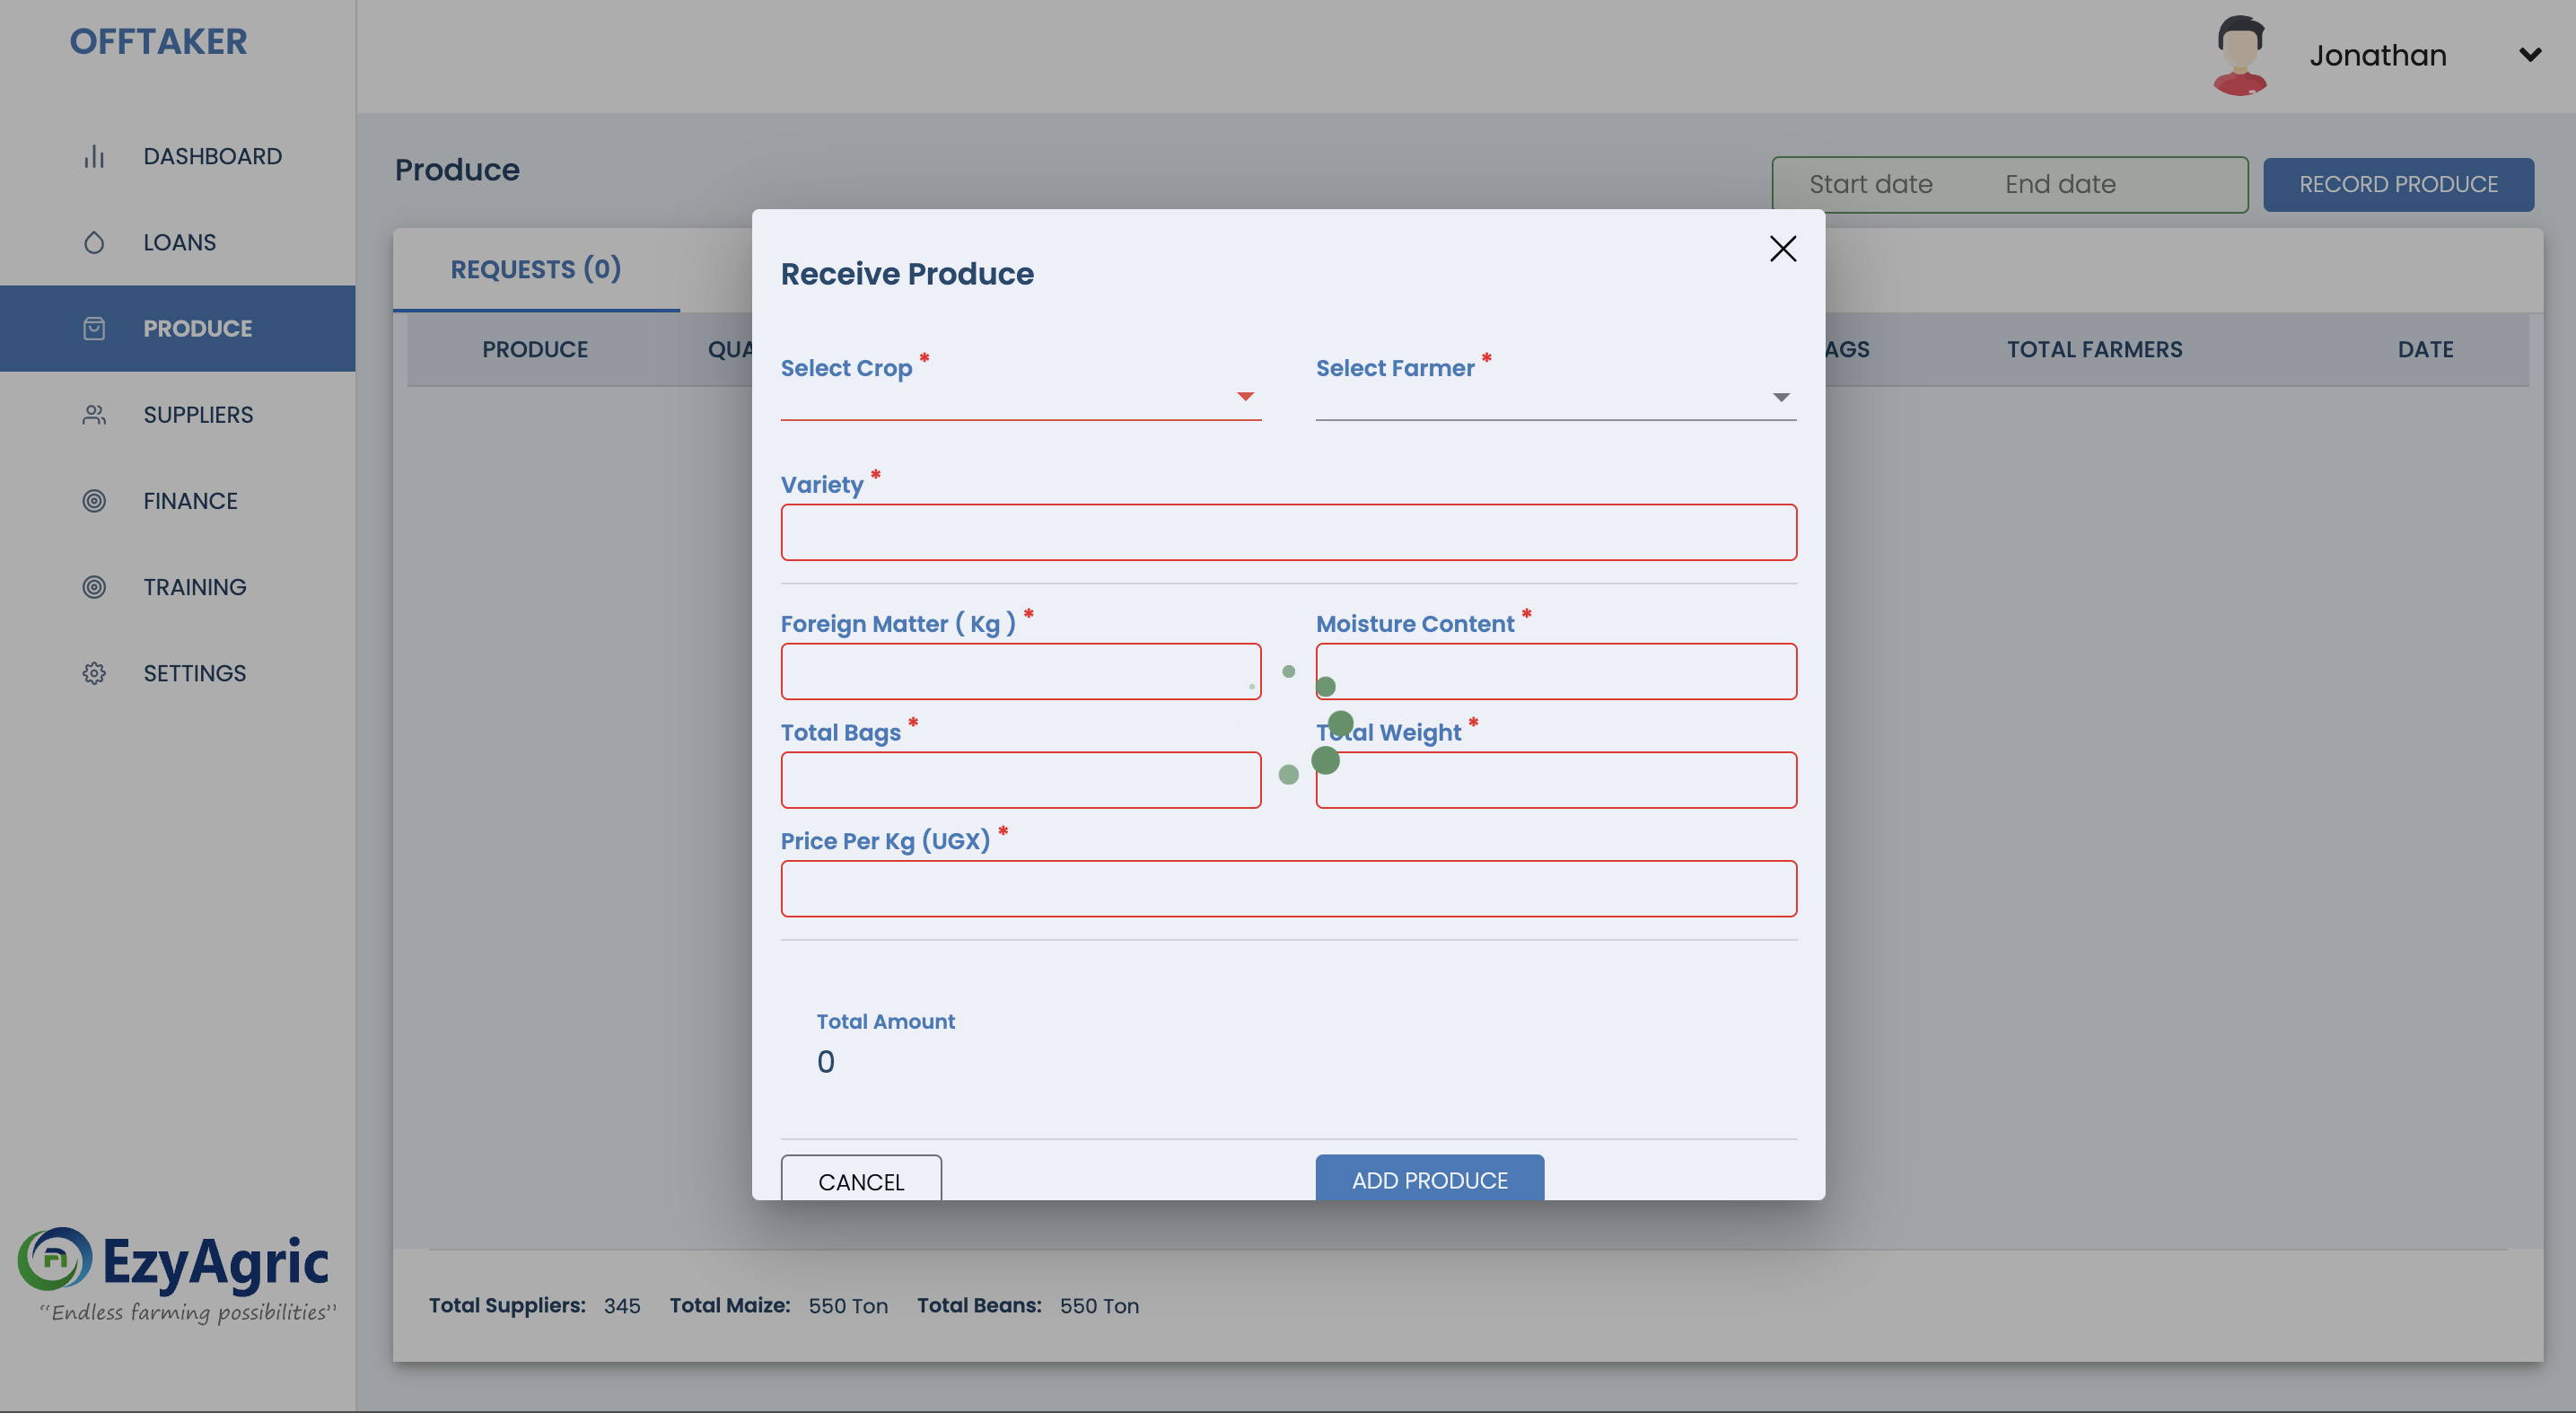 OFFTAKER
Jonathan
DASHBOARD
LOANS
PRODUCE
SUPPLIERS
FINANCE
TRAINING
SETTINGS
EzyAgric
“Endless farming possibilities”
Produce
Start date End date
RECORD PRODUCE
REQUESTS (0)
PRODUCE QUA AGS TOTAL FARMERS DATE
Receive Produce
Select Crop * Select Farmer *
Variety *
Foreign Matter ( Kg ) * Moisture Content *
Total Bags * Total Weight *
Price Per Kg (UGX) *
Total Amount
0
CANCEL ADD PRODUCE
Total Suppliers: 345 Total Maize: 550 Ton Total Beans: 550 Ton